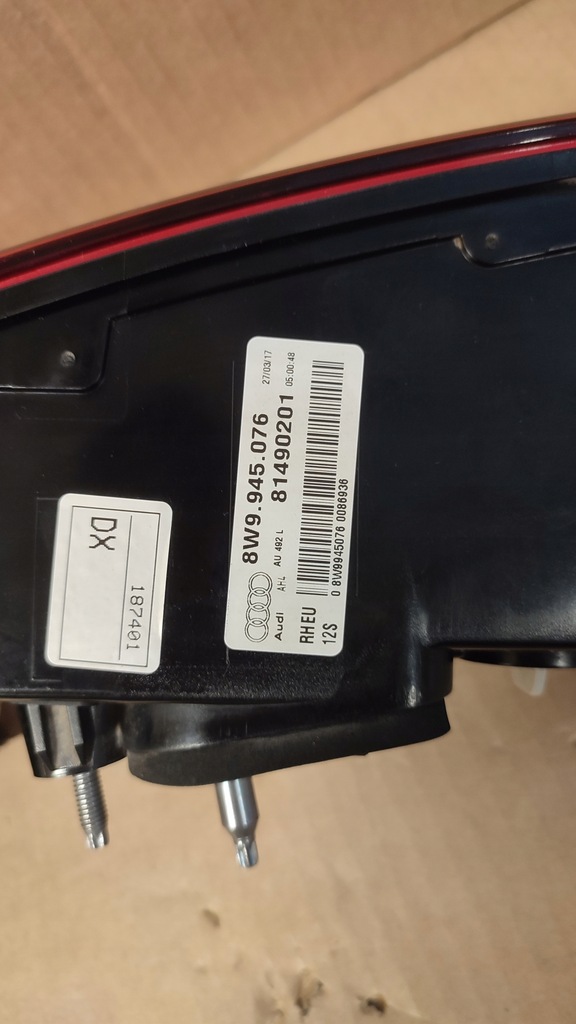 8W9.945.076
27/03/17
Audi
AHL
AU 492 L
81490201
05:00:48
RHEU
12S
0 8W9945076 0086936
DX
187401